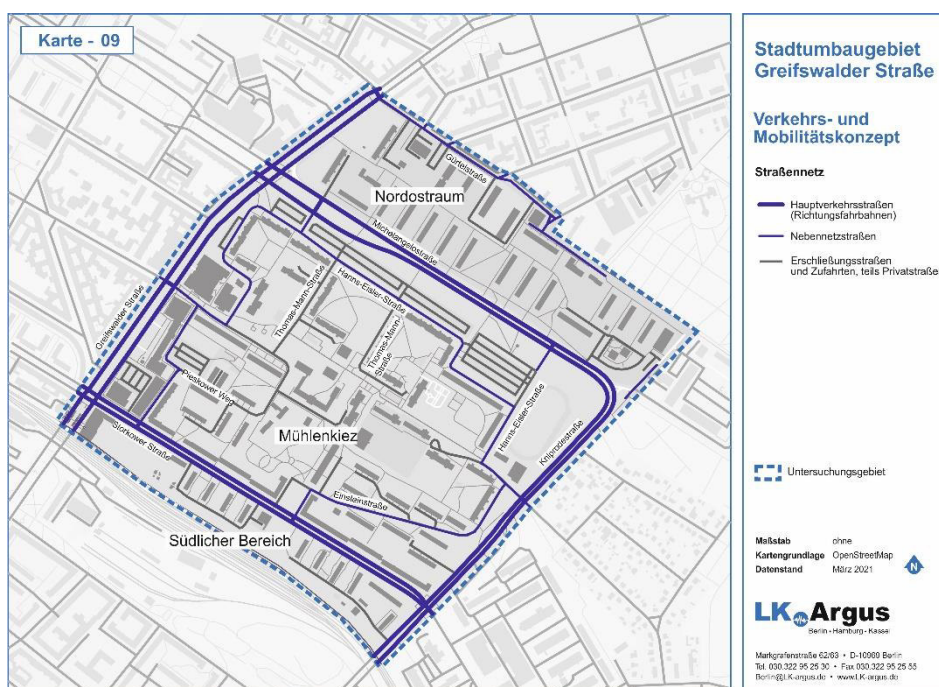 Karte - 09
Nordostraum
Gürtelstraße
Michelangelostraße
Greifswalder Straße
Thomas-Mann-Straße
Hanns-Eisler-Straße
Thomas-Mann-
Straße
Pieskower Weg
Hanns-Eisler-Straße
Kniprodestraße
Mühlenkiez
Storkower Straße
Einsteinstraße
Südlicher Bereich
Stadtumbaugebiet
Greifswalder Straße
Verkehrs- und
Mobilitätskonzept
Straßennetz
Hauptverkehrsstraßen
(Richtungsfahrbahnen)
Nebennetzstraßen
Erschließungsstraßen
und Zufahrten, teils Privatstraße
Untersuchungsgebiet
Maßstab ohne
Kartengrundlage OpenStreetMap
Datenstand März 2021
N
LK Argus
Berlin • Hamburg • Kassel
Markgrafenstraße 62/63 • D-10969 Berlin
Tel. 030.322 95 25 30 • Fax 030.322 95 25 55
Berlin@LK-argus.de • www.LK-argus.de